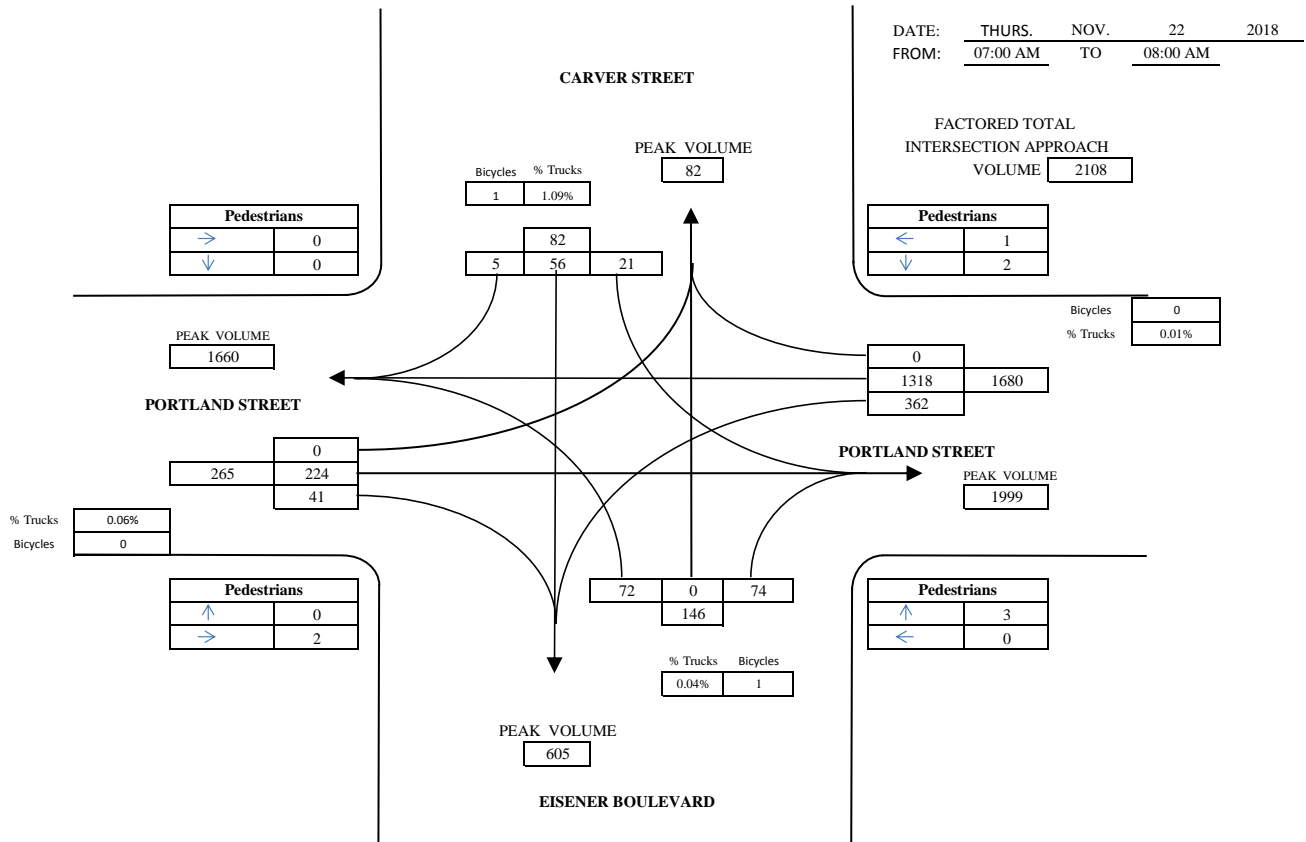 DATE: THURS. NOV. 22 2018
FROM: 07:00 AM TO 08:00 AM
CARVER STREET
FACTORED TOTAL
INTERSECTION APPROACH
VOLUME 2108
PEAK VOLUME
82
Bicycles % Trucks
1 1.09%
Pedestrians
→ 0
↓ 0
82
5 56 21
Pedestrians
← 1
↓ 2
Bicycles 0
% Trucks 0.01%
PEAK VOLUME
1660
0
1318 1680
362
PORTLAND STREET
0
265 224
41
PORTLAND STREET
PEAK VOLUME
1999
% Trucks 0.06%
Bicycles 0
Pedestrians
↑ 0
→ 2
72 0 74
146
Pedestrians
↑ 3
← 0
% Trucks Bicycles
0.04% 1
PEAK VOLUME
605
EISENER BOULEVARD